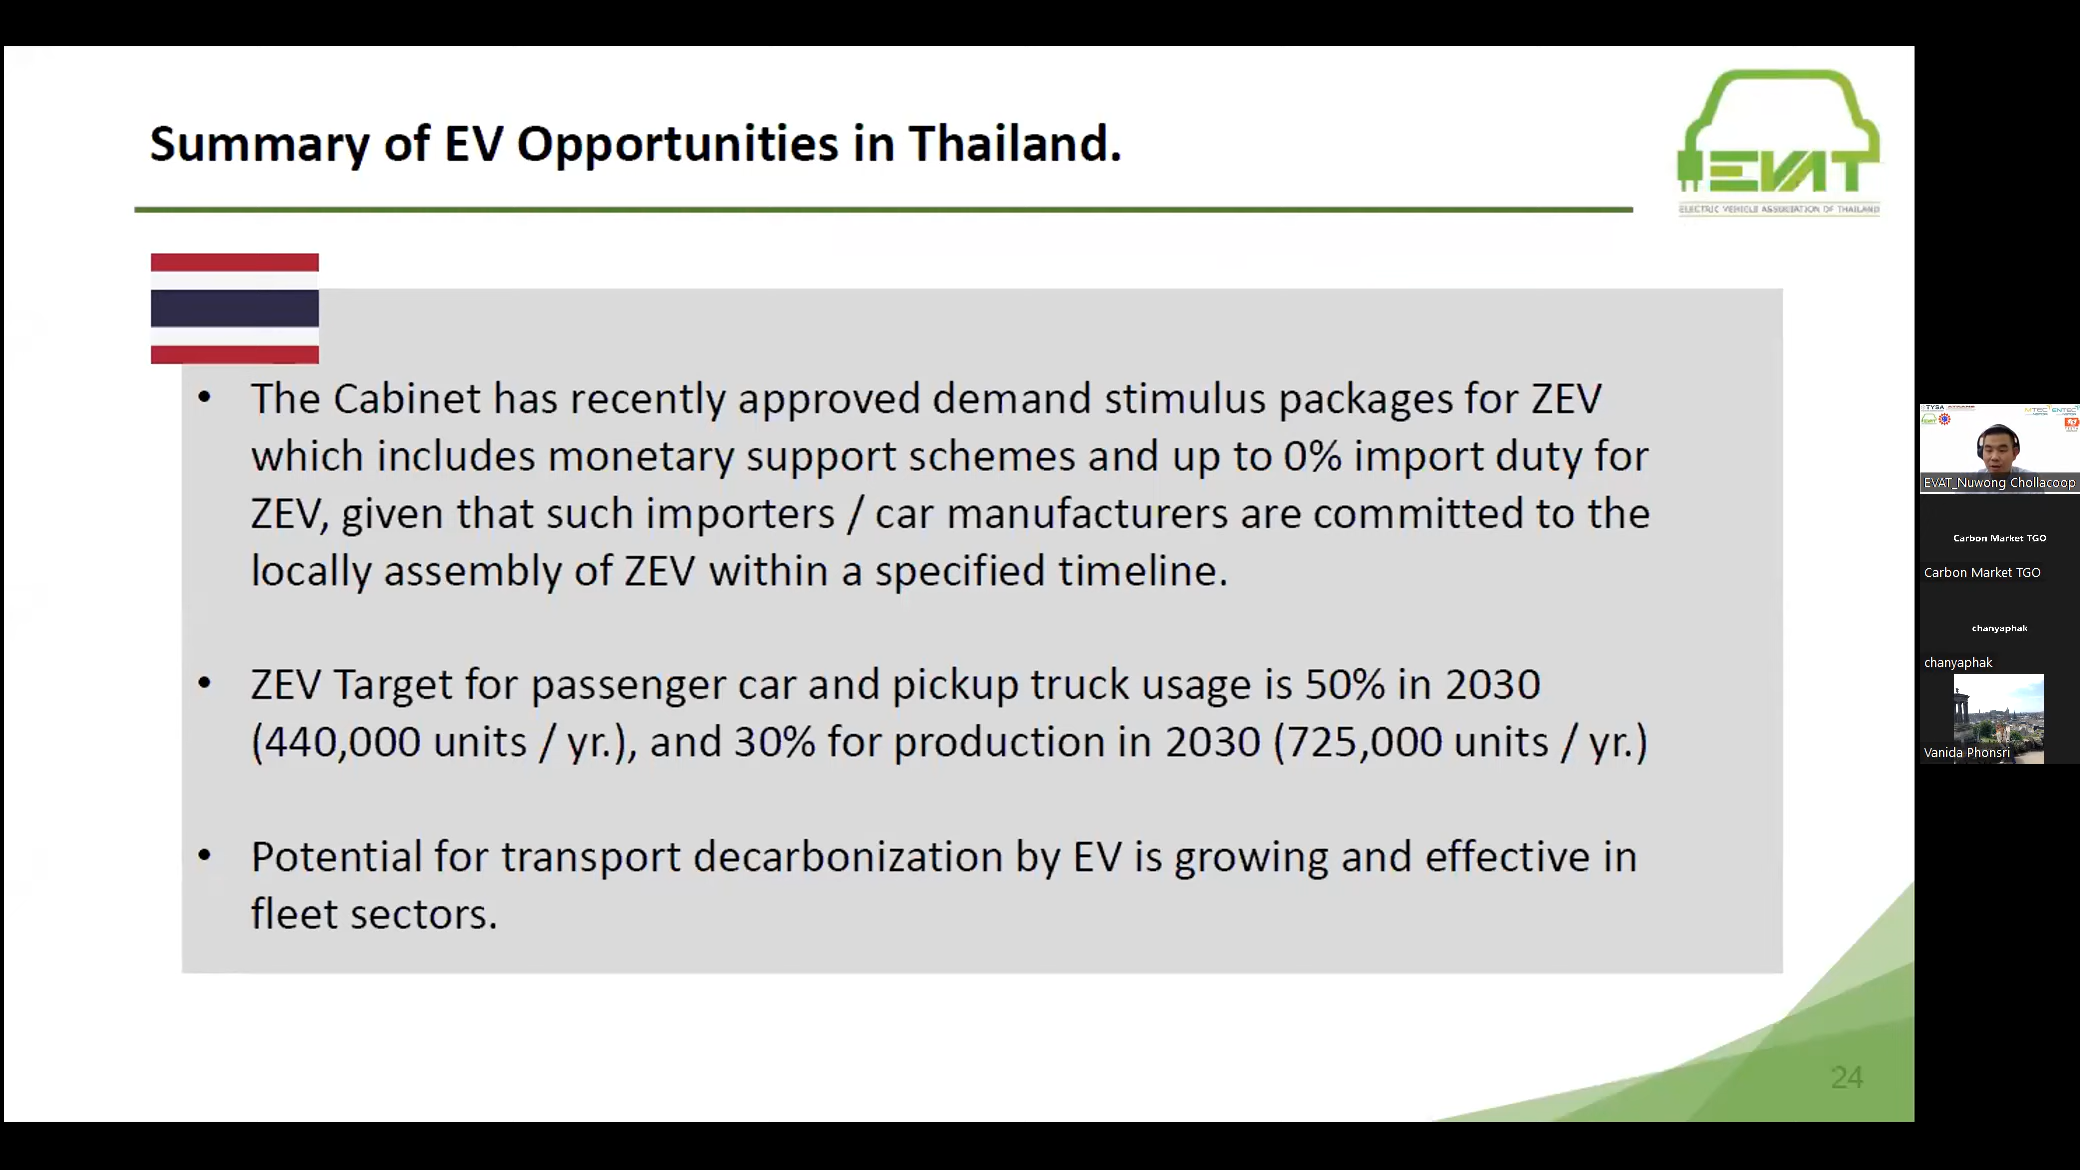 Summary of EV Opportunities in Thailand.
EVAT
ELECTRIC VEHICLE ASSOCIATION OF THAILAND
• The Cabinet has recently approved demand stimulus packages for ZEV
which includes monetary support schemes and up to 0% import duty for
ZEV, given that such importers / car manufacturers are committed to the
locally assembly of ZEV within a specified timeline.
• ZEV Target for passenger car and pickup truck usage is 50% in 2030
(440,000 units / yr.), and 30% for production in 2030 (725,000 units / yr.)
• Potential for transport decarbonization by EV is growing and effective in
fleet sectors.
24
EVAT_Nuwong Chollacoop
Carbon Market TGO
Carbon Market TGO
chanyaphak
chanyaphak
Vanida Phonsri